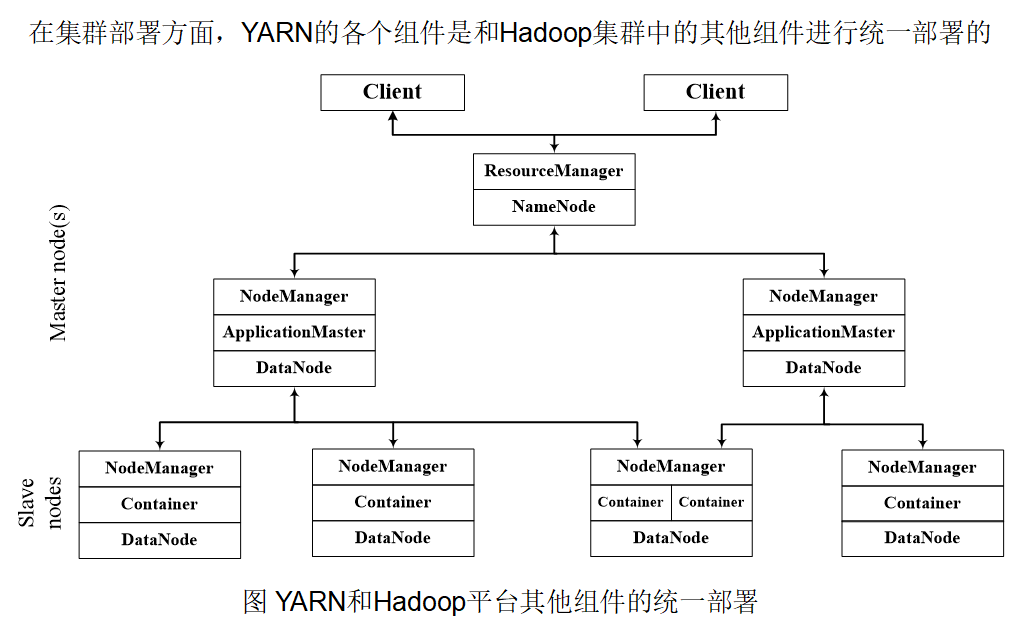 在集群部署方面，YARN的各个组件是和Hadoop集群中的其他组件进行统一部署的
Client
Client
ResourceManager
NameNode
Master node(s)
NodeManager
ApplicationMaster
DataNode
NodeManager
ApplicationMaster
DataNode
Slave
nodes
NodeManager
Container
DataNode
NodeManager
Container
DataNode
NodeManager
Container
Container
DataNode
NodeManager
Container
DataNode
图 YARN和Hadoop平台其他组件的统一部署